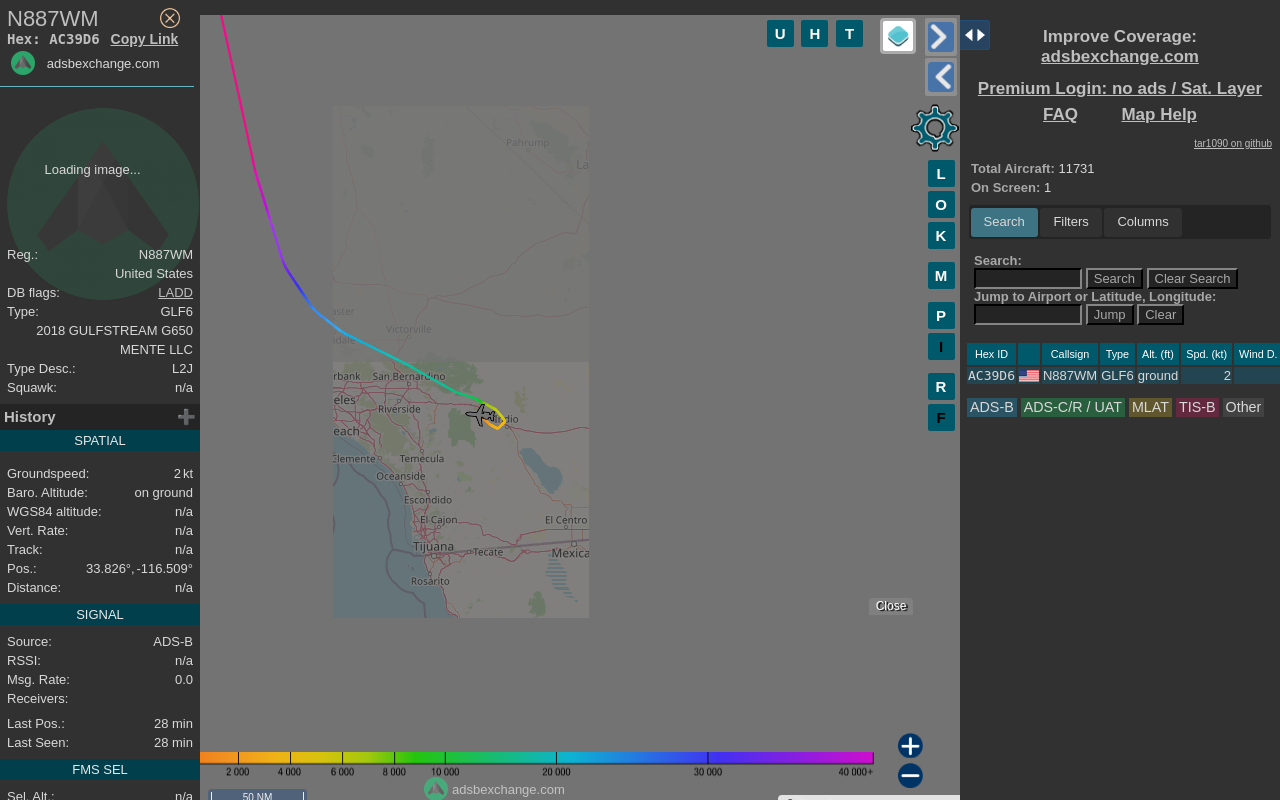 N887WM
Hex: AC39D6 Copy Link
adsbexchange.com
Loading image...
Reg.: N887WM
United States
DB flags: LADD
Type: GLF6
2018 GULFSTREAM G650
MENTE LLC
Type Desc.: L2J
Squawk: n/a
History
SPATIAL
Groundspeed: 2 kt
Baro. Altitude: on ground
WGS84 altitude: n/a
Vert. Rate: n/a
Track: n/a
Pos.: 33.826°, -116.509°
Distance: n/a
SIGNAL
Source: ADS-B
RSSI: n/a
Msg. Rate: 0.0
Receivers:
Last Pos.: 28 min
Last Seen: 28 min
FMS SEL
Sel. Alt.: n/a
U H T
L
O
K
M
P
I
R
F
Pahrump
La
ster
Victorville
dale
rbank San Bernardino
eles
Riverside
each
ndio
Clemente Temecula
Oceanside
Escondido
El Cajon El Centro
Tijuana Tecate Mexica
Rosarito
Close
2 000 4 000 6 000 8 000 10 000 20 000 30 000 40 000+
adsbexchange.com
50 NM
Improve Coverage:
adsbexchange.com
Premium Login: no ads / Sat. Layer
FAQ Map Help
tar1090 on github
Total Aircraft: 11731
On Screen: 1
Search Filters Columns
Search:
Search Clear Search
Jump to Airport or Latitude, Longitude:
Jump Clear
Hex ID Callsign Type Alt. (ft) Spd. (kt) Wind D.
AC39D6 N887WM GLF6 ground 2
ADS-B ADS-C/R / UAT MLAT TIS-B Other